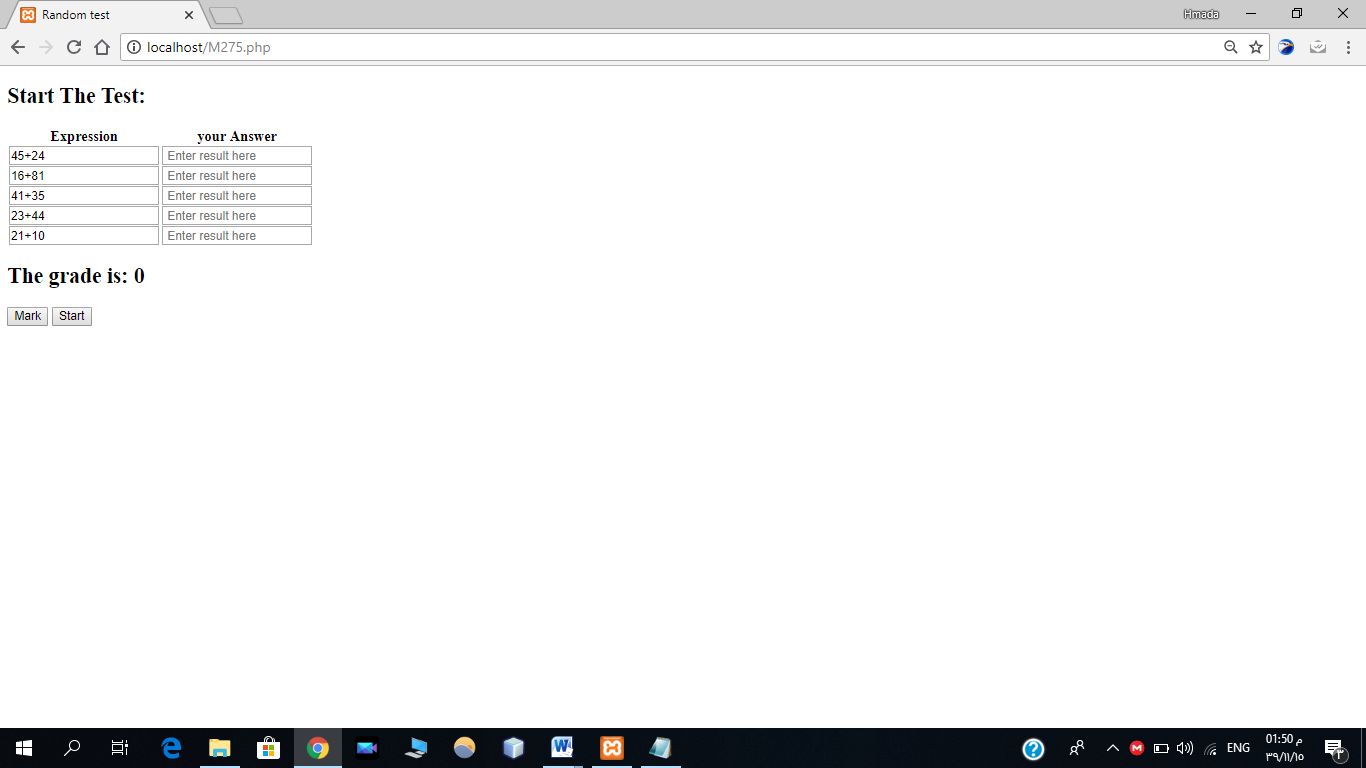 Random test
Hmada
localhost/M275.php
Start The Test:
Expression your Answer
45+24 Enter result here
16+81 Enter result here
41+35 Enter result here
23+44 Enter result here
21+10 Enter result here
The grade is: 0
Mark Start
ENG
01:50 م
٣٩/١١/١٥
٣